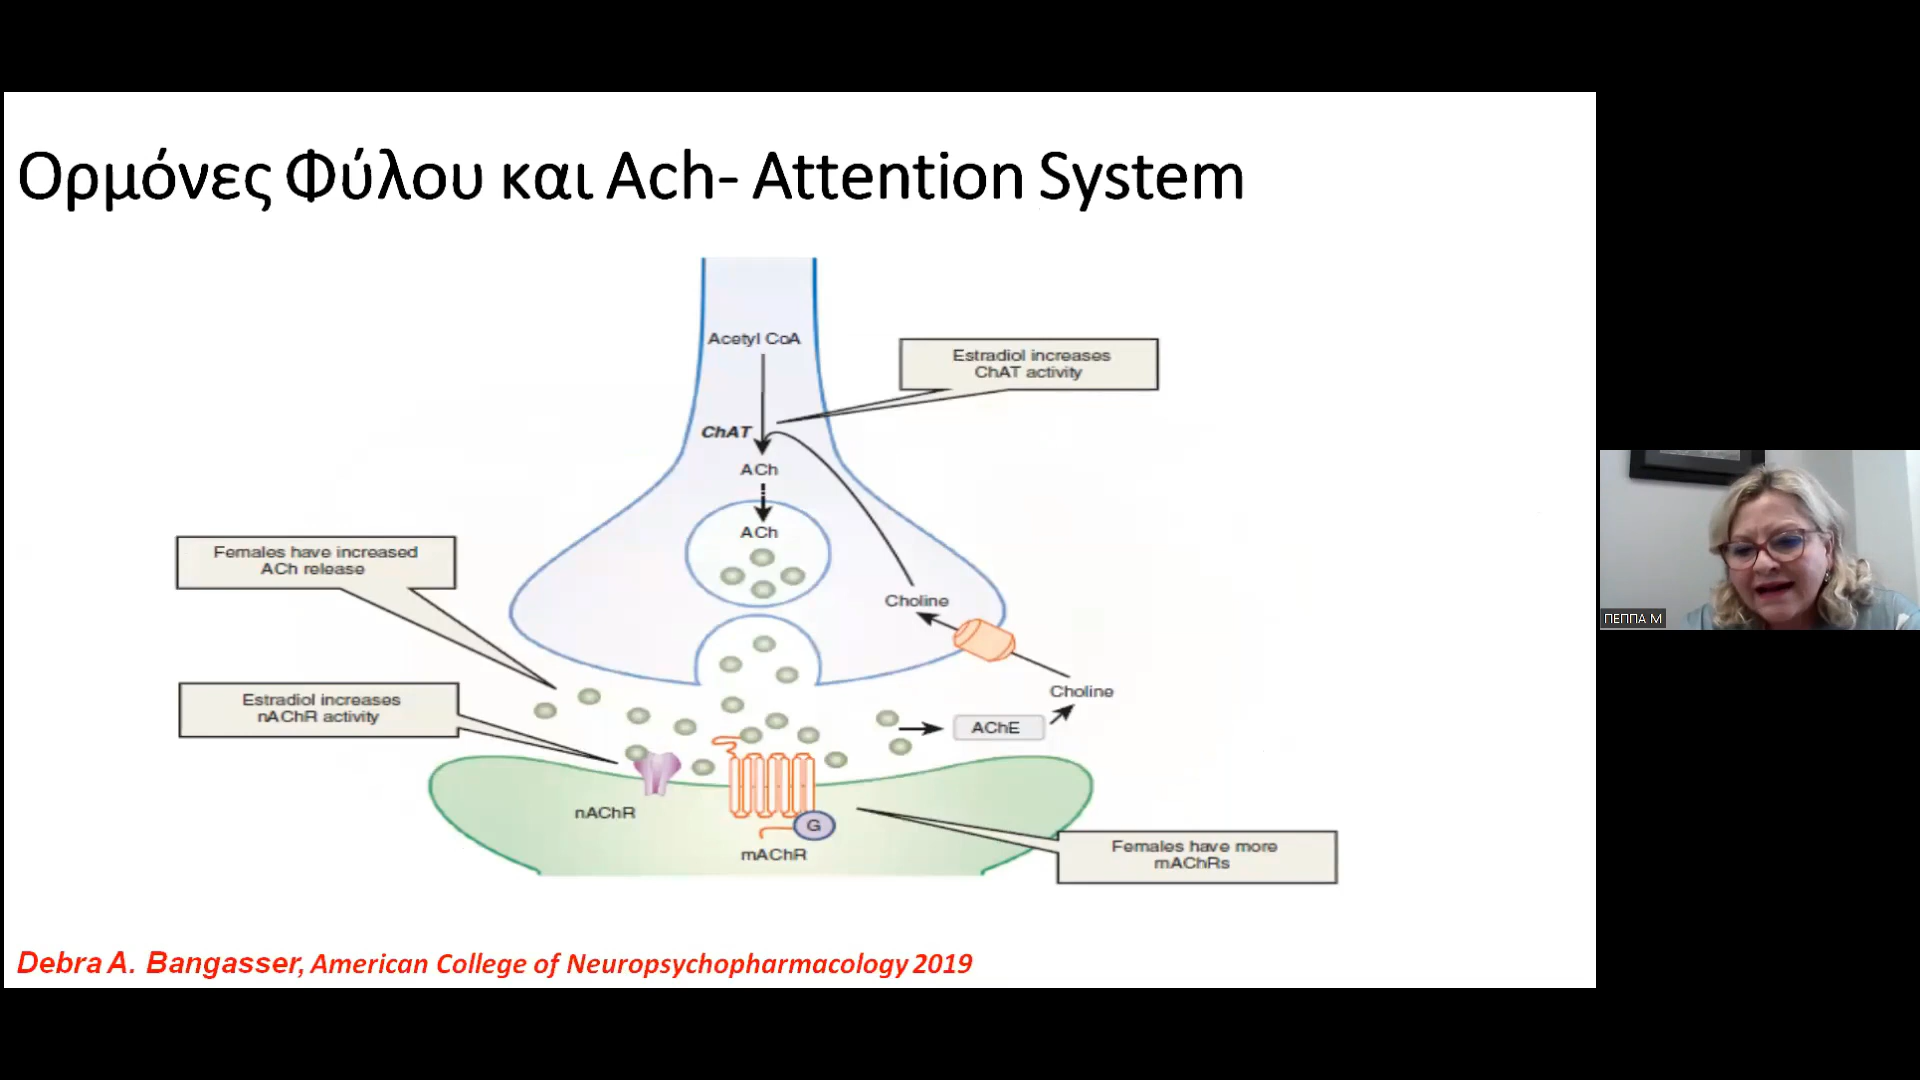 Ορμόνες Φύλου και Ach- Attention System
Acetyl CoA
Estradiol increases
ChAT activity
ChAT
ACh
ACh
Females have increased
ACh release
Choline
Estradiol increases
nAChR activity
Choline
AChE
nAChR
G
mAChR
Females have more
mAChRs
Debra A. Bangasser, American College of Neuropsychopharmacology 2019
ΠΕΠΠΑ Μ